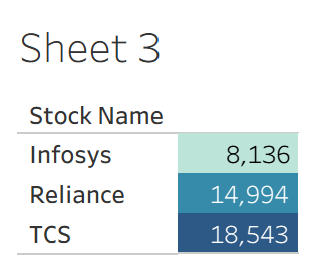 Sheet 3
Stock Name
Infosys 8,136
Reliance 14,994
TCS 18,543